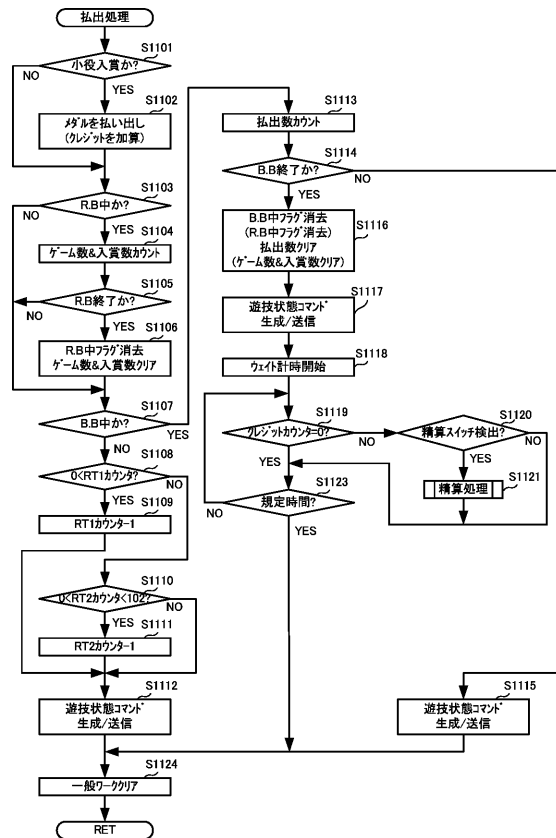 払出処理
S1101
小役入賞か?
NO
YES
S1102
メダルを払い出し
(クレジットを加算)
S1103
R.B中か?
NO
YES
S1104
ゲーム数&入賞数カウント
S1105
R.B終了か?
NO
YES
S1106
R.B中フラグ消去
ゲーム数&入賞数クリア
S1107
B.B中か?
YES
NO
S1108
0<RT1カウンタ?
YES
NO
S1109
RT1カウンタ-1
S1110
0<RT2カウンタ<102?
NO
YES
S1111
RT2カウンタ-1
S1112
遊技状態コマンド
生成/送信
S1113
払出数カウント
S1114
B.B終了か?
NO
YES
B.B中フラグ消去
(R.B中フラグ消去)
払出数クリア
(ゲーム数&入賞数クリア)
S1116
S1117
遊技状態コマンド
生成/送信
S1118
ウェイト計時開始
S1119
クレジットカウンタ=0?
NO
YES
S1120
精算スイッチ検出?
NO
YES
S1121
精算処理
S1123
規定時間?
NO
YES
S1115
遊技状態コマンド
生成/送信
S1124
一般ワーククリア
RET